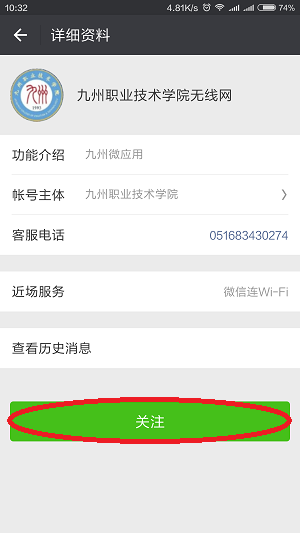 10:32 4.81K/s 74%
详细资料
九州职业技术学院无线网
功能介绍 九州微应用
帐号主体 九州职业技术学院
客服电话 051683430274
近场服务 微信连Wi-Fi
查看历史消息
关注